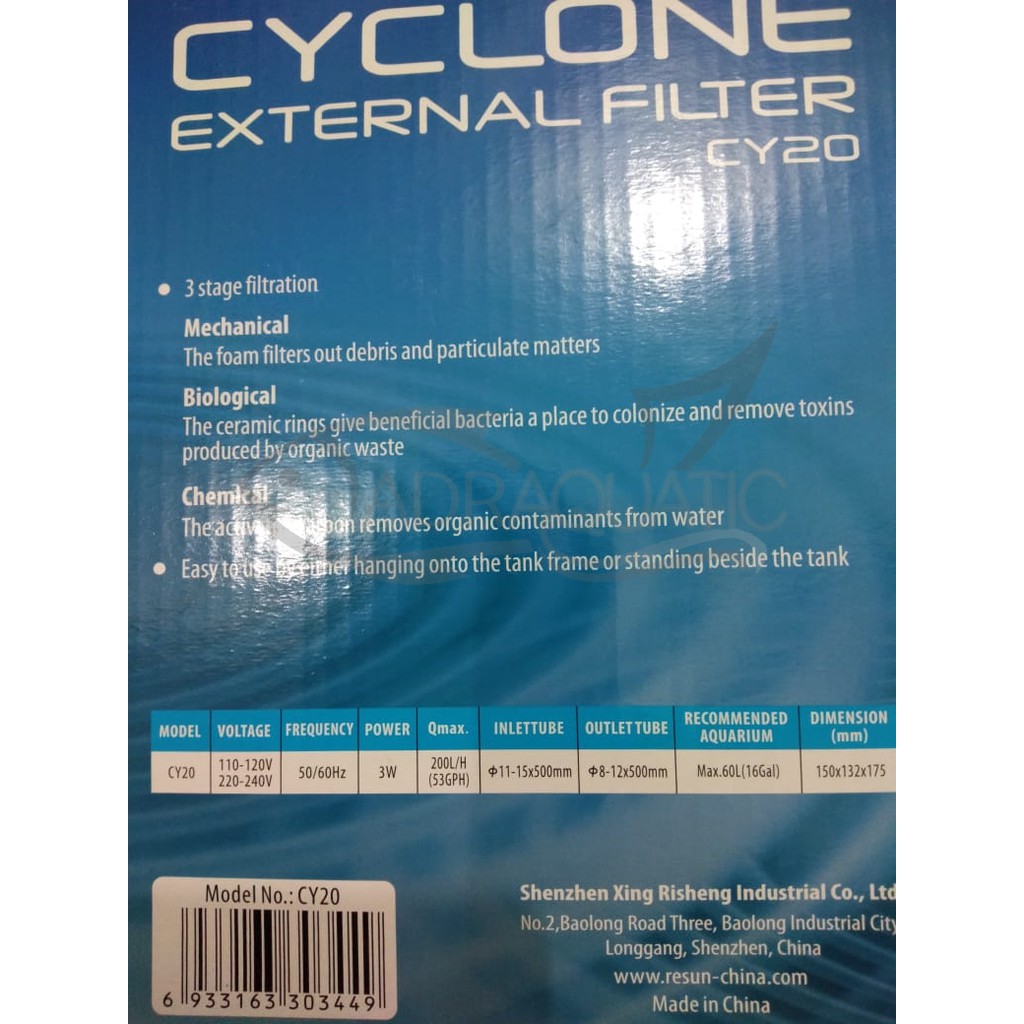 CYCLONE
EXTERNAL FILTER
CY20
• 3 stage filtration
Mechanical
The foam filters out debris and particulate matters
Biological
The ceramic rings give beneficial bacteria a place to colonize and remove toxins
produced by organic waste
Chemical
The removes organic contaminants from water
• Easy to use by either hanging onto the tank frame or standing beside the tank
QUADRAQUATIC
MODEL VOLTAGE FREQUENCY POWER Qmax. INLETTUBE OUTLETTUBE RECOMMENDED AQUARIUM DIMENSION (mm)
CY20 110-120V 220-240V 50/60Hz 3W 200L/H (53GPH) Φ11-15x500mm Φ8-12x500mm Max.60L(16Gal) 150x132x175
Model No.: CY20
6 933163 303449
Shenzhen Xing Risheng Industrial Co., Ltd
No.2,Baolong Road Three, Baolong Industrial City
Longgang, Shenzhen, China
www.resun-china.com
Made in China